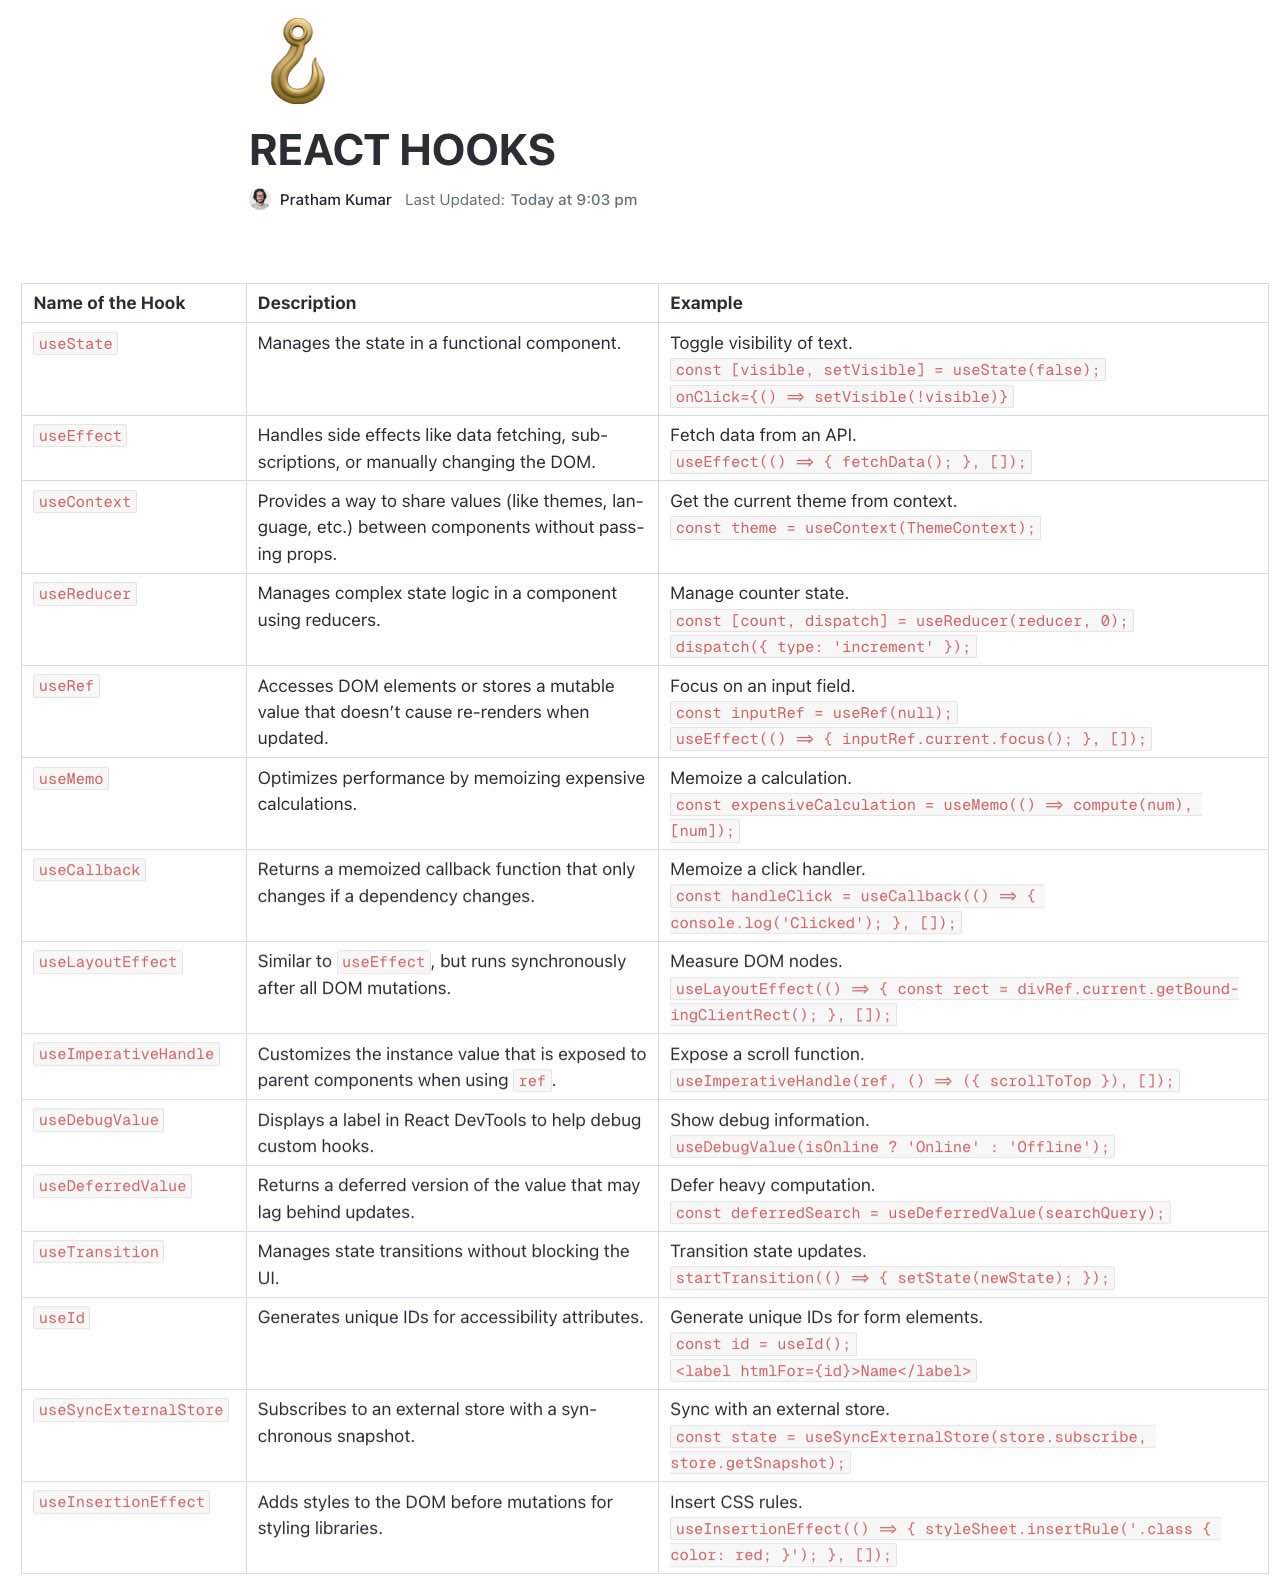 REACT HOOKS
Pratham Kumar Last Updated: Today at 9:03 pm
Name of the Hook Description Example
useState
Manages the state in a functional component.
Toggle visibility of text.
const [visible, setVisible] = useState(false);
onClick={() => setVisible(!visible)}
useEffect
Handles side effects like data fetching, sub-
scriptions, or manually changing the DOM.
Fetch data from an API.
useEffect(() => { fetchData(); }, []);
useContext
Provides a way to share values (like themes, lan-
guage, etc.) between components without pass-
ing props.
Get the current theme from context.
const theme = useContext(ThemeContext);
useReducer
Manages complex state logic in a component
using reducers.
Manage counter state.
const [count, dispatch] = useReducer(reducer, 0);
dispatch({ type: 'increment' });
useRef
Accesses DOM elements or stores a mutable
value that doesn’t cause re-renders when
updated.
Focus on an input field.
const inputRef = useRef(null);
useEffect(() => { inputRef.current.focus(); }, []);
useMemo
Optimizes performance by memoizing expensive
calculations.
Memoize a calculation.
const expensiveCalculation = useMemo(() => compute(num),
[num]);
useCallback
Returns a memoized callback function that only
changes if a dependency changes.
Memoize a click handler.
const handleClick = useCallback(() => {
console.log('Clicked'); }, []);
useLayoutEffect
Similar to useEffect, but runs synchronously
after all DOM mutations.
Measure DOM nodes.
useLayoutEffect(() => { const rect = divRef.current.getBound-
ingClientRect(); }, []);
useImperativeHandle
Customizes the instance value that is exposed to
parent components when using ref.
Expose a scroll function.
useImperativeHandle(ref, () => ({ scrollToTop }), []);
useDebugValue
Displays a label in React DevTools to help debug
custom hooks.
Show debug information.
useDebugValue(isOnline ? 'Online' : 'Offline');
useDeferredValue
Returns a deferred version of the value that may
lag behind updates.
Defer heavy computation.
const deferredSearch = useDeferredValue(searchQuery);
useTransition
Manages state transitions without blocking the
UI.
Transition state updates.
startTransition(() => { setState(newState); });
useId
Generates unique IDs for accessibility attributes.
Generate unique IDs for form elements.
const id = useId();
<label htmlFor={id}>Name</label>
useSyncExternalStore
Subscribes to an external store with a syn-
chronous snapshot.
Sync with an external store.
const state = useSyncExternalStore(store.subscribe,
store.getSnapshot);
useInsertionEffect
Adds styles to the DOM before mutations for
styling libraries.
Insert CSS rules.
useInsertionEffect(() => { styleSheet.insertRule('.class {
color: red; }'); }, []);